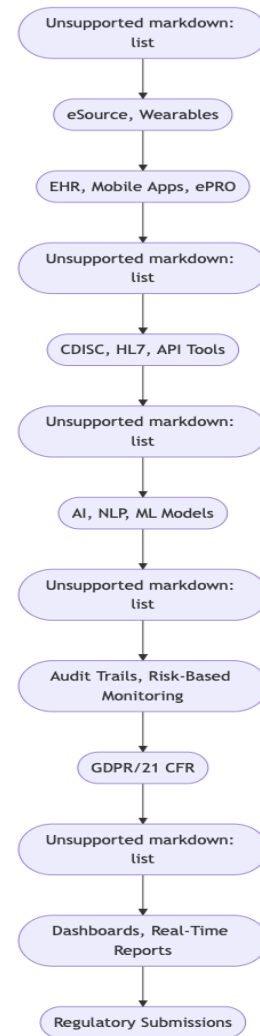 Unsupported markdown:
list
eSource, Wearables
EHR, Mobile Apps, ePRO
Unsupported markdown:
list
CDISC, HL7, API Tools
Unsupported markdown:
list
AI, NLP, ML Models
Unsupported markdown:
list
Audit Trails, Risk-Based
Monitoring
GDPR/21 CFR
Unsupported markdown:
list
Dashboards, Real-Time
Reports
Regulatory Submissions